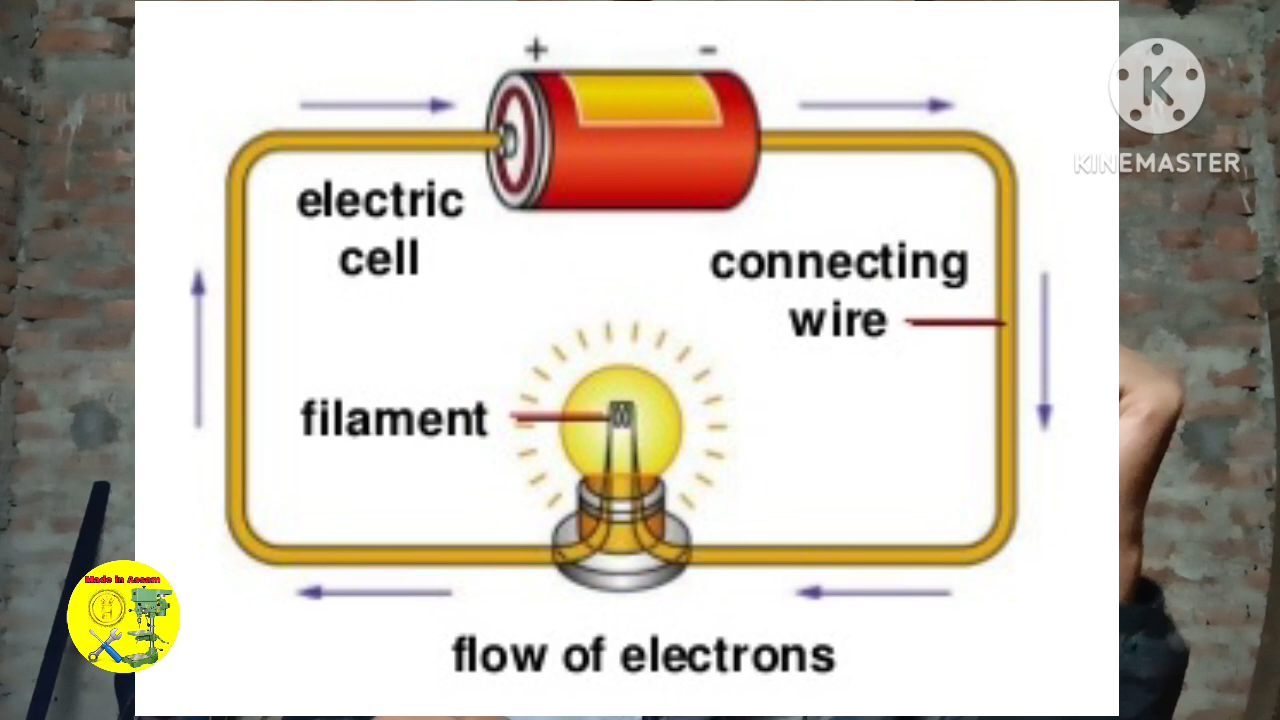 + -
K
KINEMASTER
electric
cell
connecting
wire
filament
Made in Assam
flow of electrons